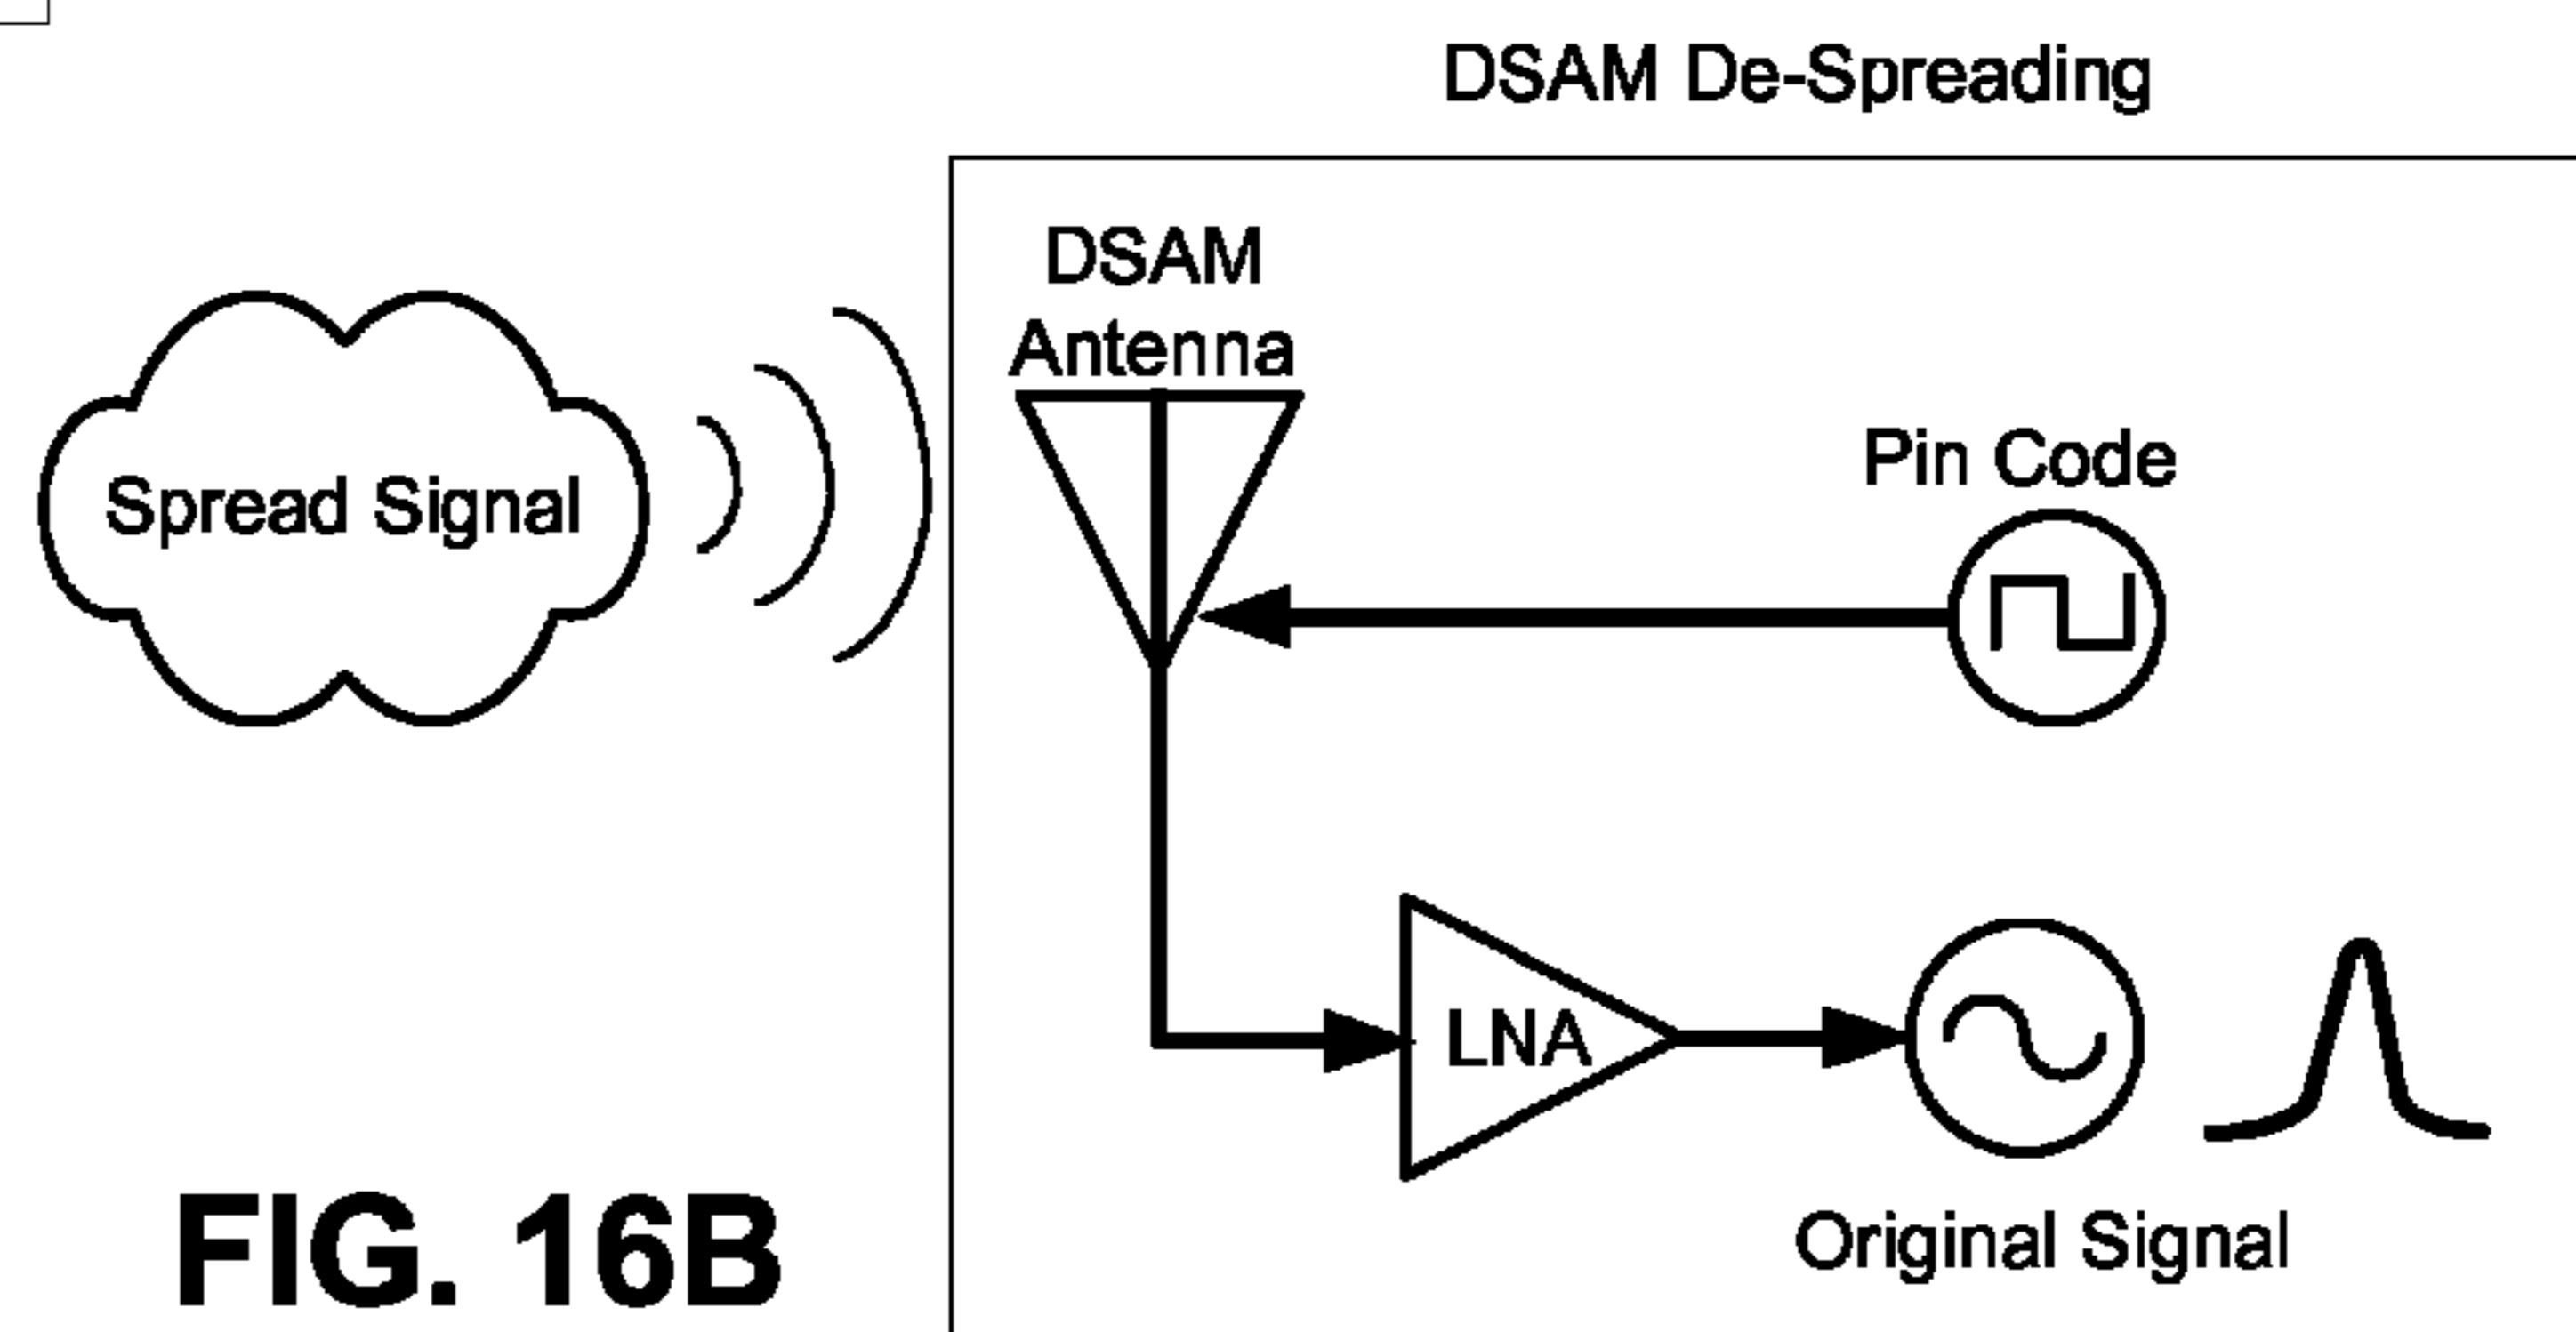 DSAM De-Spreading
DSAM
Antenna
Pin Code
Spread Signal
LNA
Original Signal
FIG. 16B